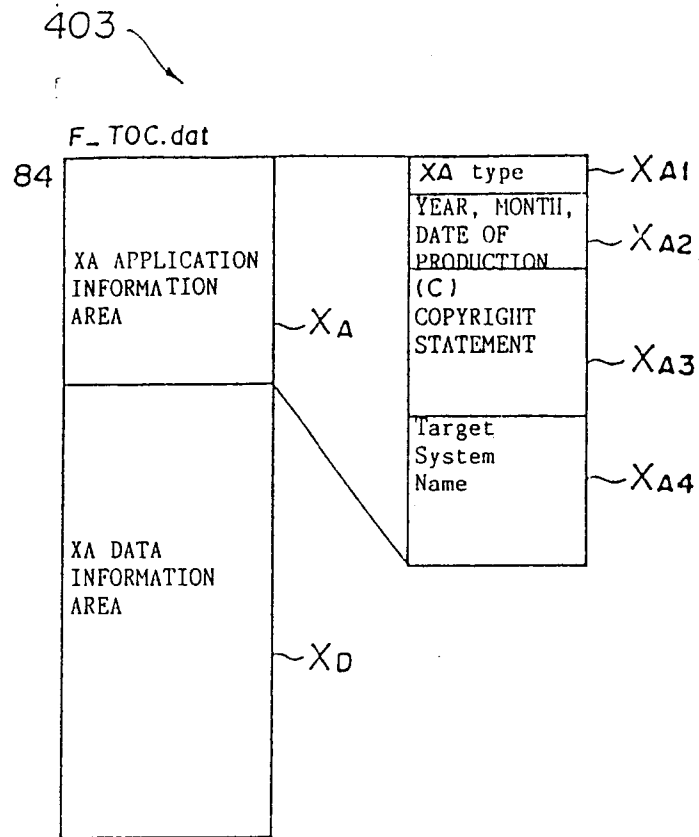 403
F_TOC.dat
84
XA APPLICATION
INFORMATION
AREA
XA
XA DATA
INFORMATION
AREA
XD
XA type
XA1
YEAR, MONTH,
DATE OF
PRODUCTION
XA2
(C)
COPYRIGHT
STATEMENT
XA3
Target
System
Name
XA4